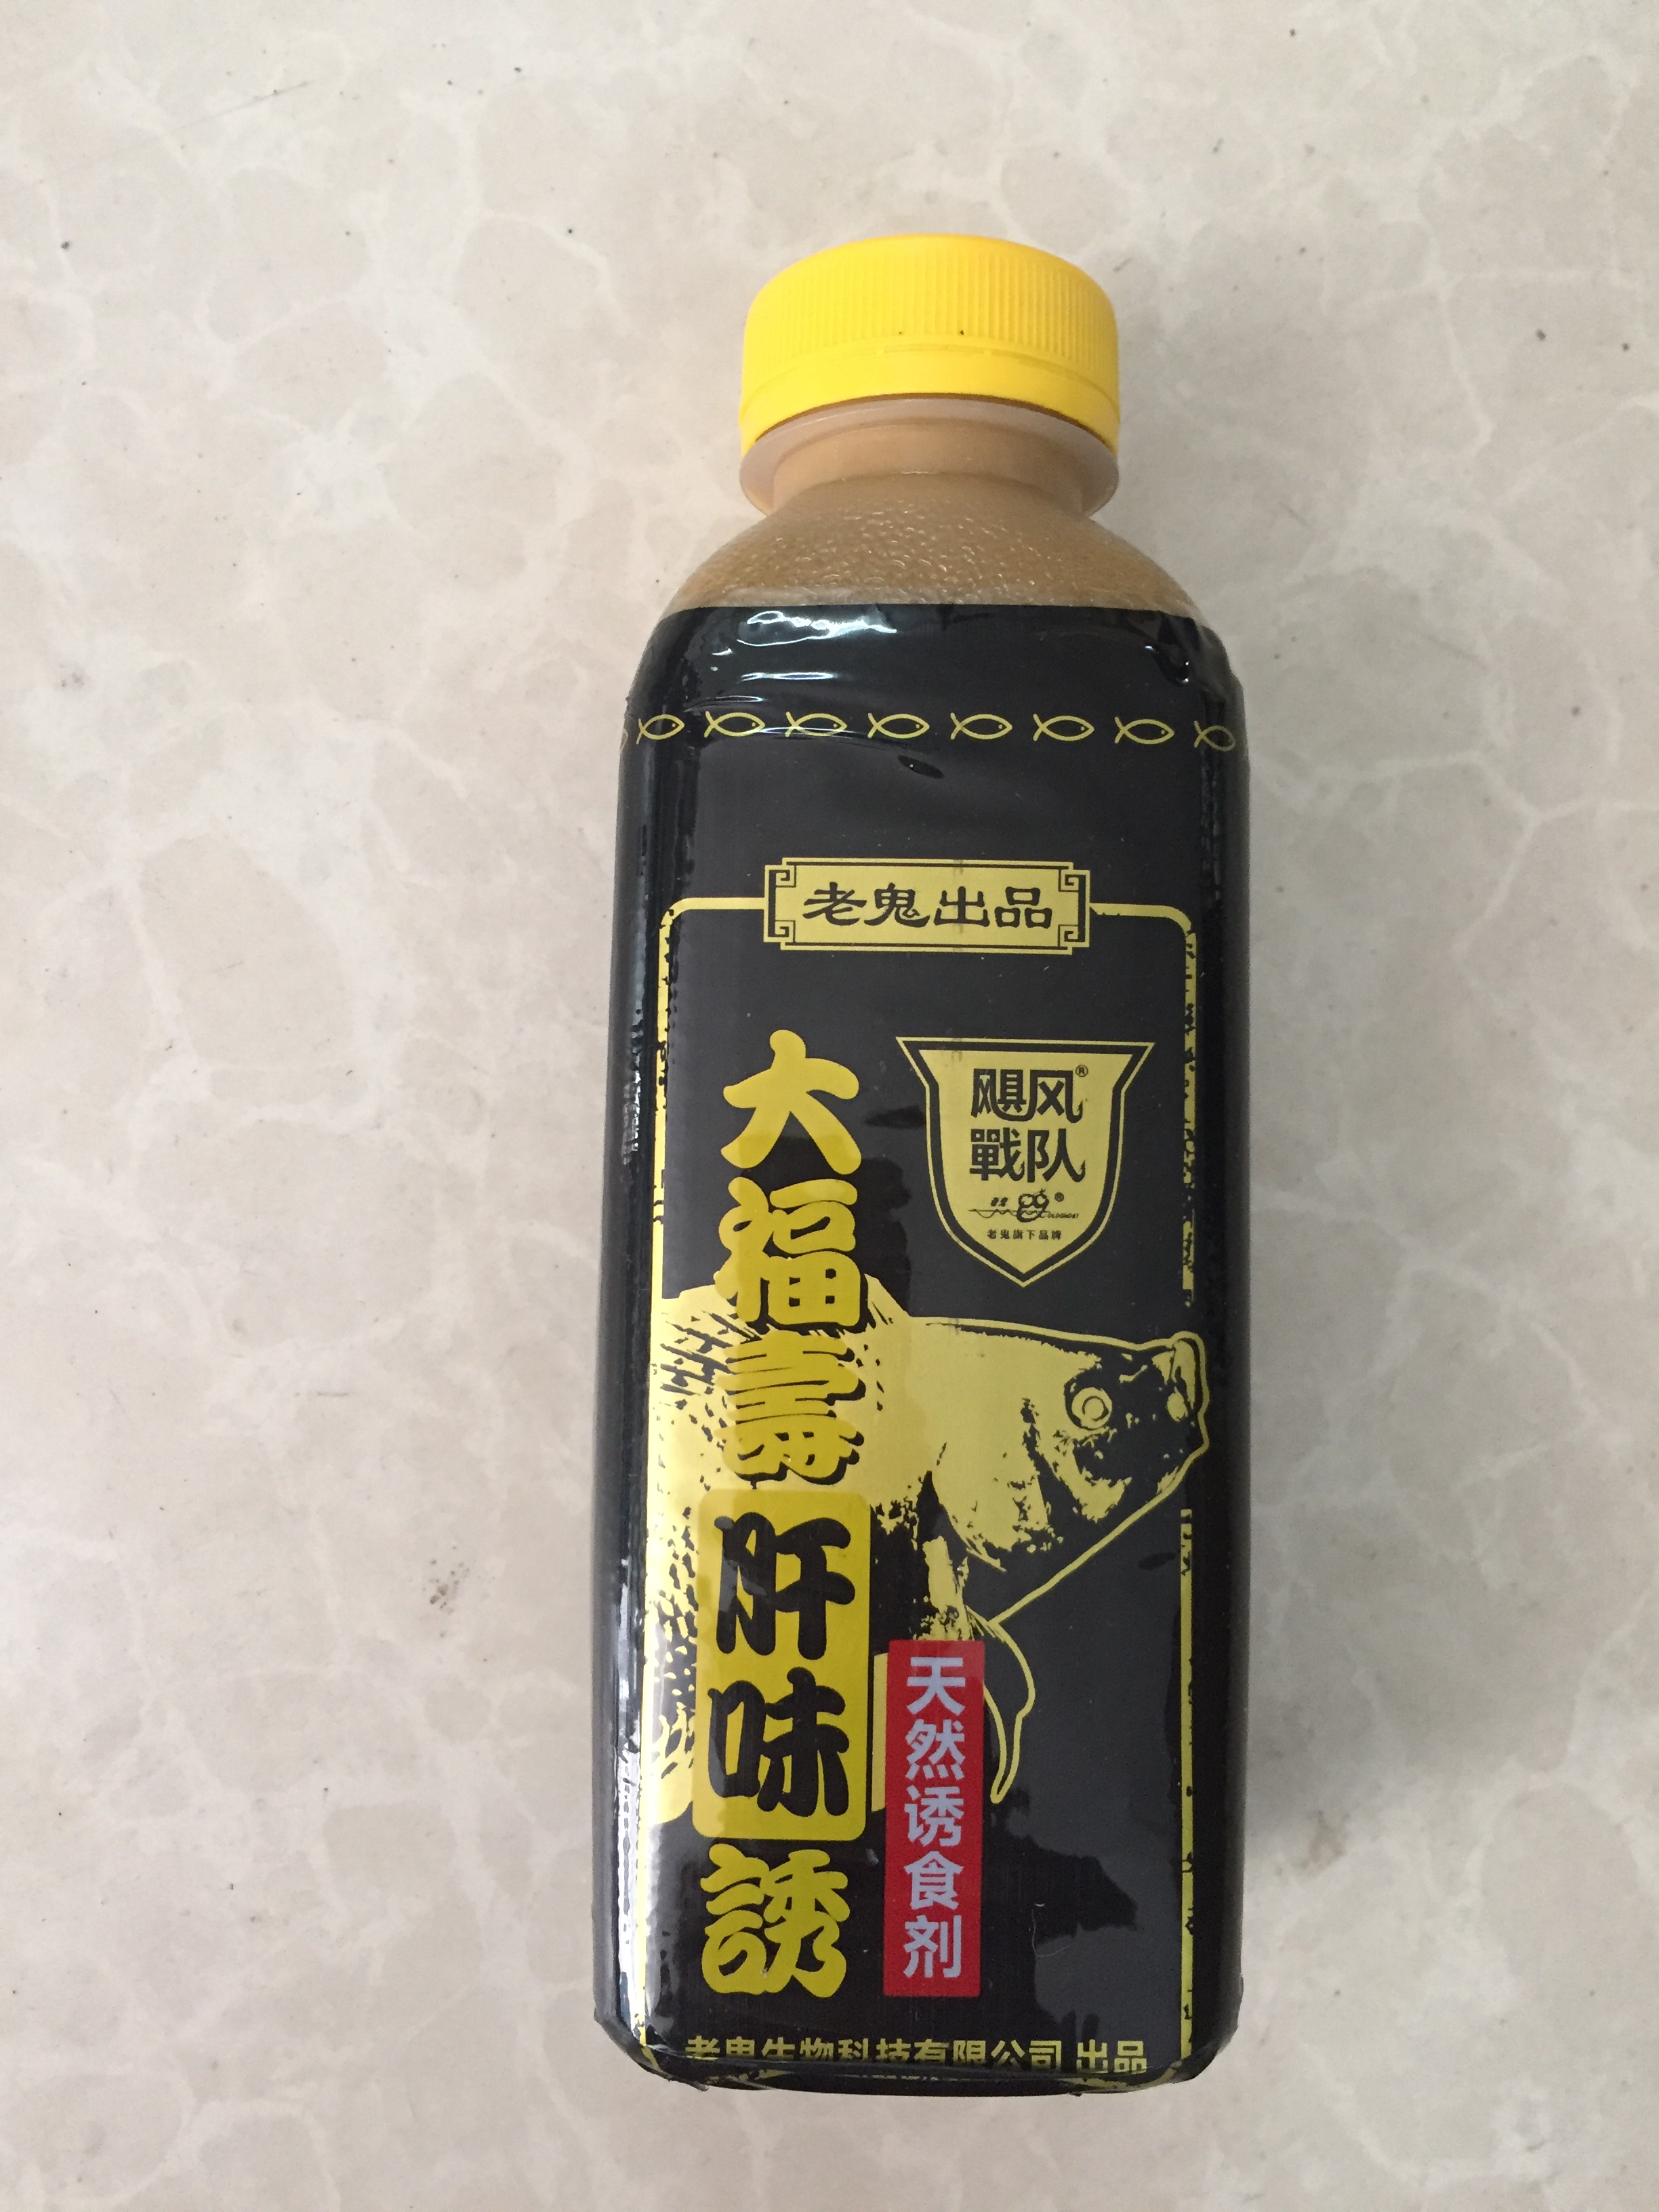 老鬼出品
飓风®
戰队
®
OLDGHOST
老鬼旗下品牌
大福壽肝味誘
天然诱食剂
老鬼生物科技有限公司 出品